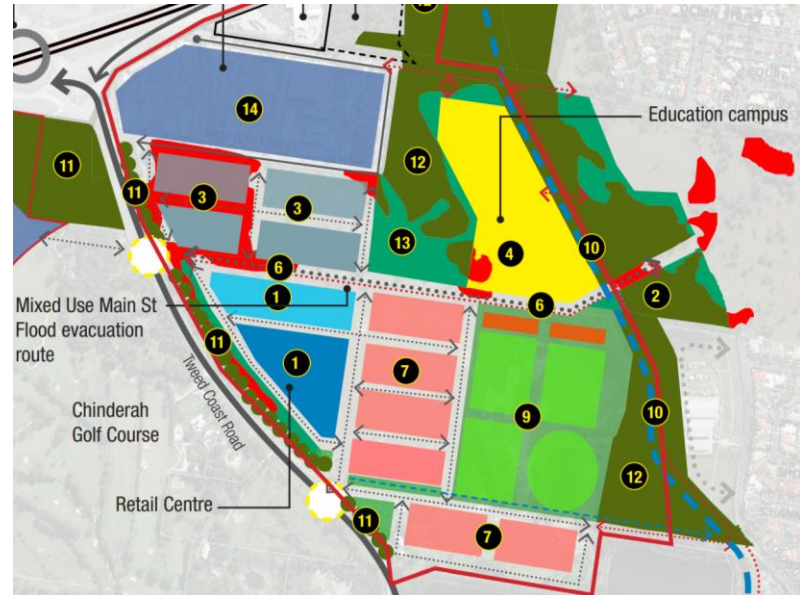 12
14
Education campus
11
12
11
3
3
13
4
10
6
2
Mixed Use Main St
Flood evacuation
route
1
6
11
1
7
Tweed Coast Road
Chinderah
Golf Course
9
10
12
Retail Centre
11
7